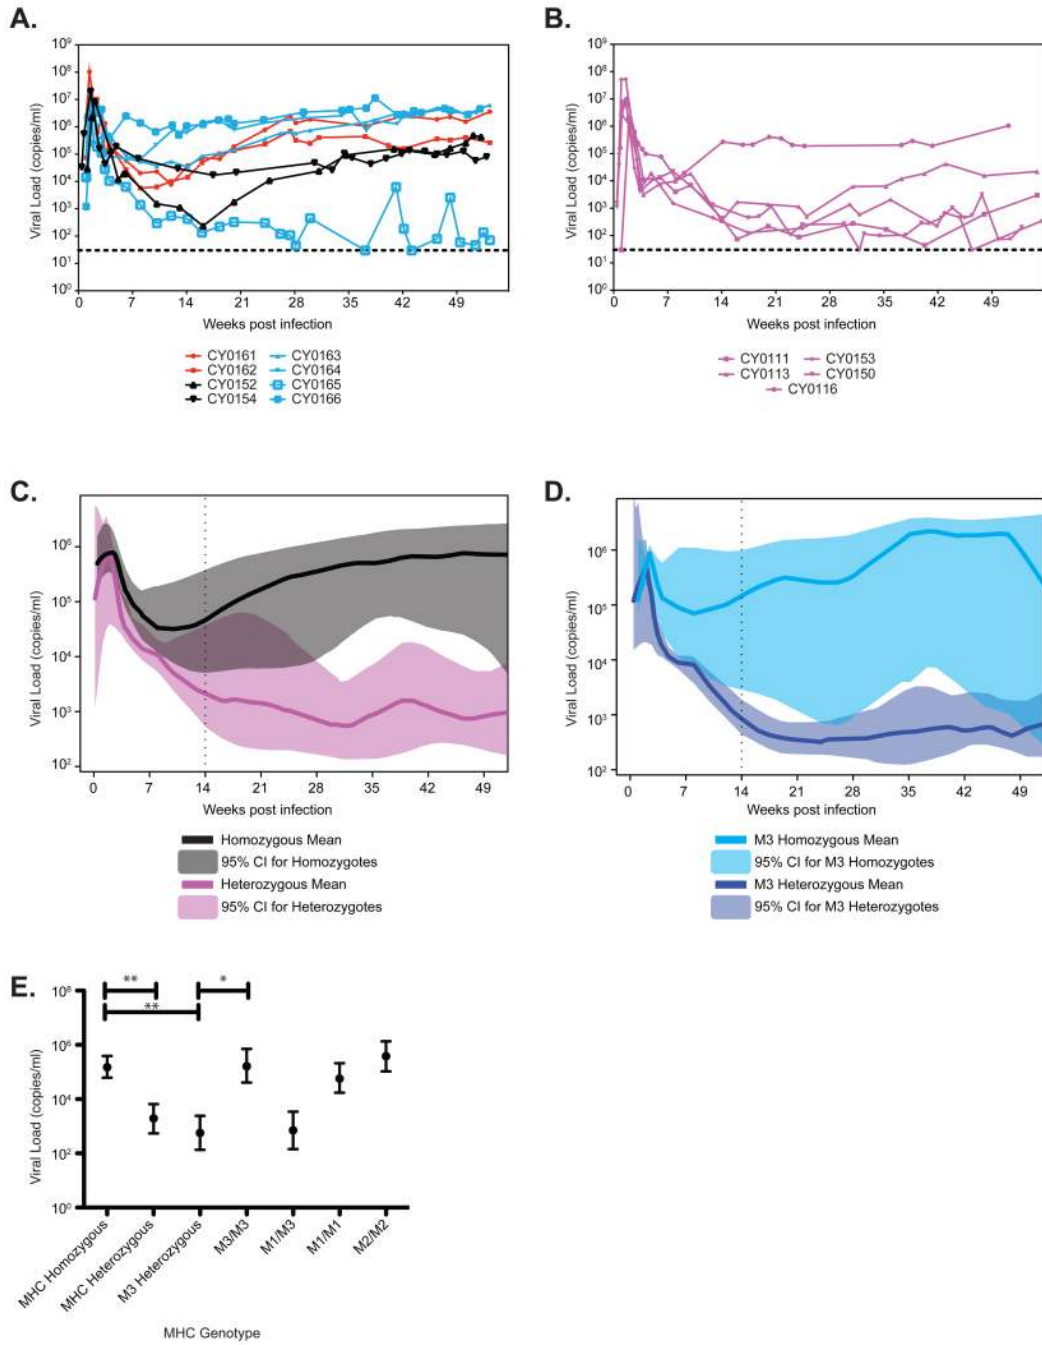 A.
Viral Load (copies/ml)
10⁹
10⁸
10⁷
10⁶
10⁵
10⁴
10³
10²
10¹
10⁰
0 7 14 21 28 35 42 49
Weeks post infection
CY0161 CY0163
CY0162 CY0164
CY0152 CY0165
CY0154 CY0166
B.
Viral Load (copies/ml)
10⁹
10⁸
10⁷
10⁶
10⁵
10⁴
10³
10²
10¹
10⁰
0 7 14 21 28 35 42 49
Weeks post infection
CY0111 CY0153
CY0113 CY0150
CY0116
C.
Viral Load (copies/ml)
10⁶
10⁵
10⁴
10³
10²
0 7 14 21 28 35 42 49
Weeks post infection
Homozygous Mean
95% CI for Homozygotes
Heterozygous Mean
95% CI for Heterozygotes
D.
Viral Load (copies/ml)
10⁶
10⁵
10⁴
10³
10²
0 7 14 21 28 35 42 49
Weeks post infection
M3 Homozygous Mean
95% CI for M3 Homozygotes
M3 Heterozygous Mean
95% CI for M3 Heterozygotes
E.
Viral Load (copies/ml)
10⁸
10⁶
10⁴
10²
10⁰
** *
**
MHC Homozygous
MHC Heterozygous
M3 Heterozygous
M3/M3
M1/M3
M1/M1
M2/M2
MHC Genotype